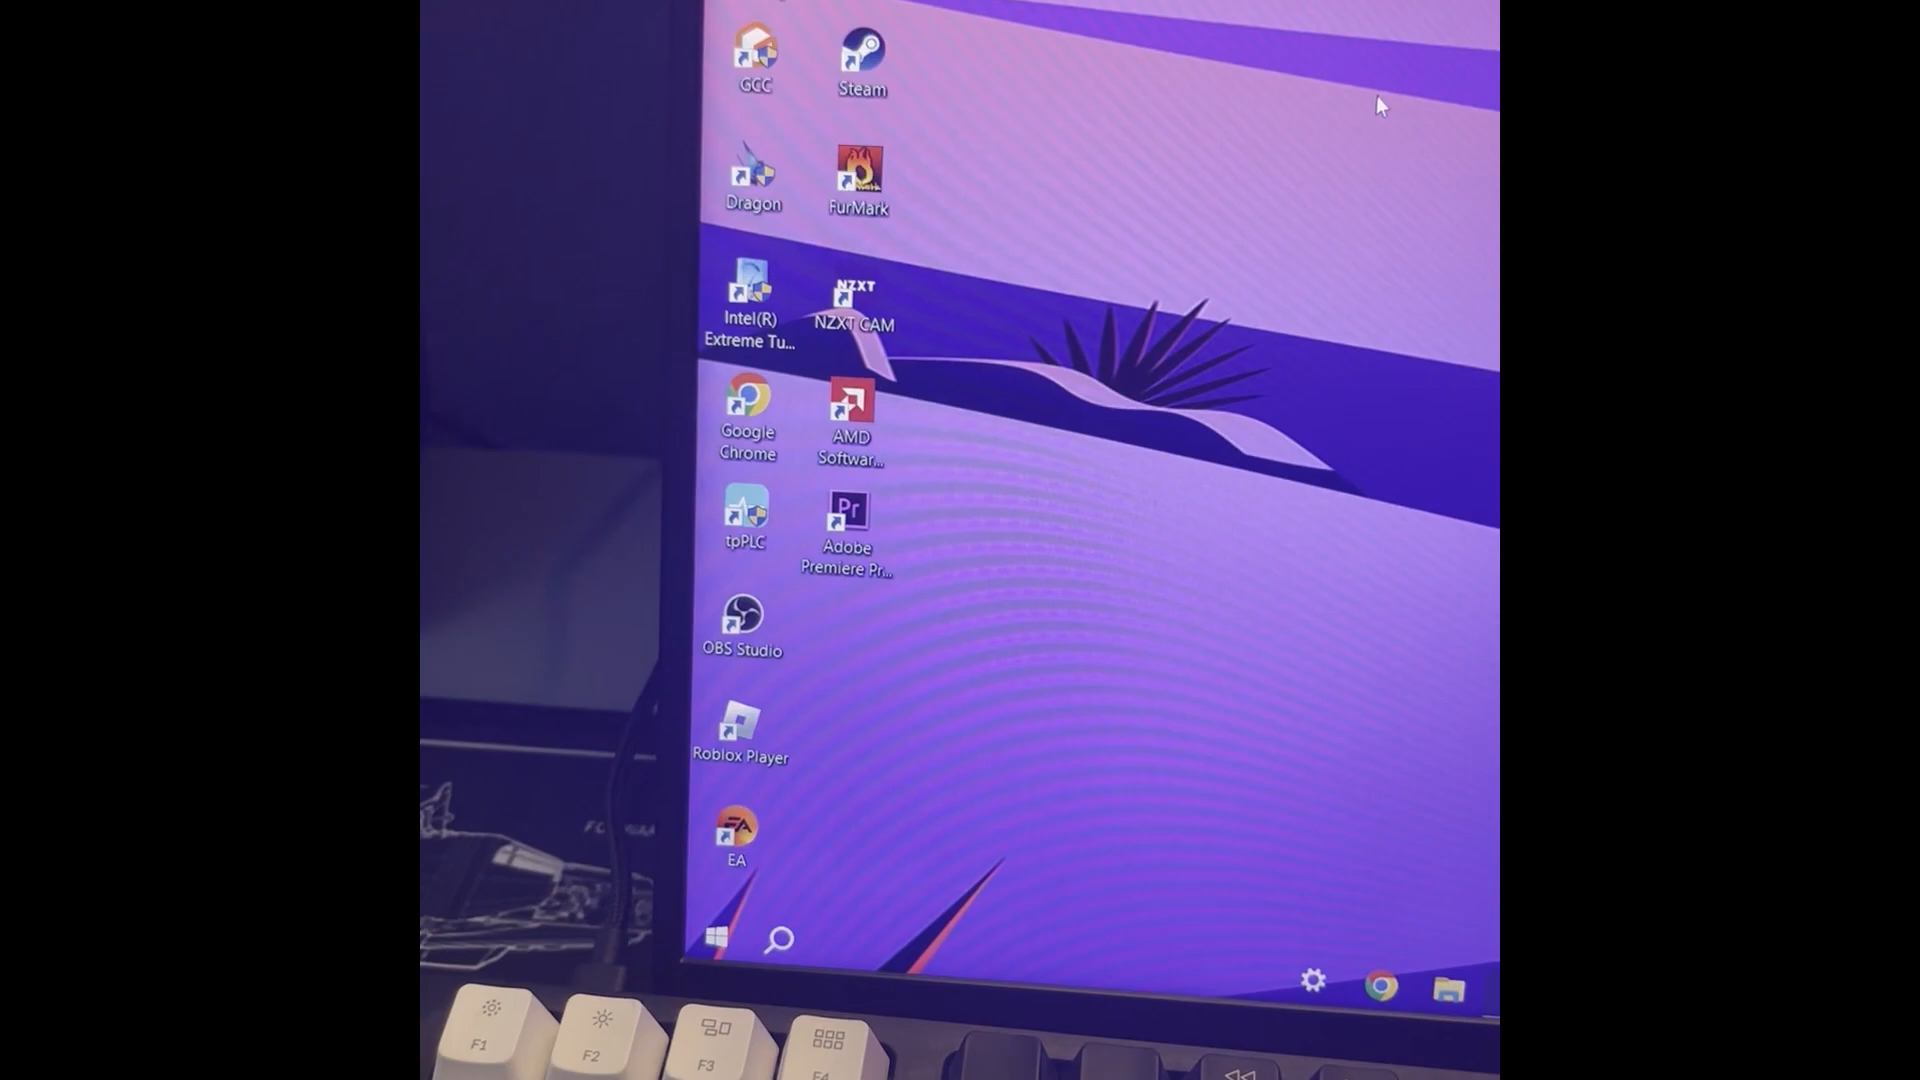 GCC
Steam
Dragon
FurMark
Intel(R)
Extreme Tu...
NZXT
NZXT CAM
Google
Chrome
AMD
Softwar...
tpPLC
Pr
Adobe
Premiere Pr...
OBS Studio
Roblox Player
EA
EA
F1
F2
F3
F4